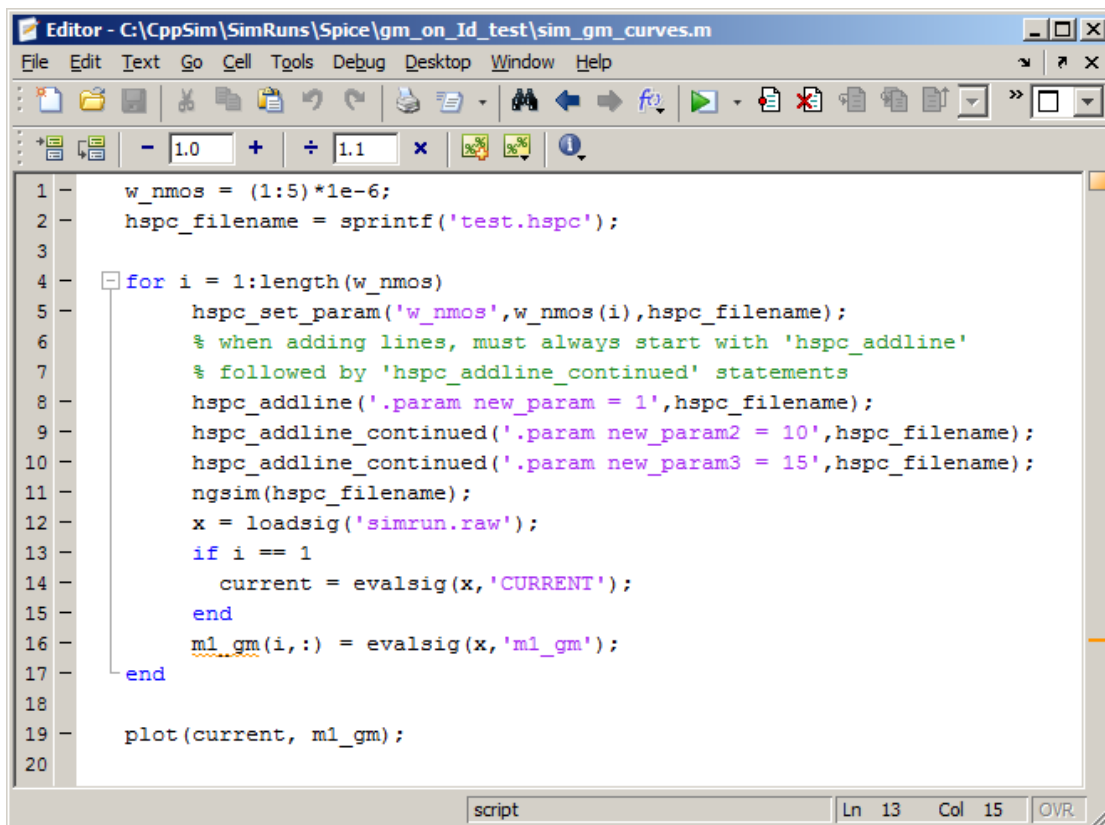 Editor - C:\CppSim\SimRuns\Spice\gm_on_Id_test\sim_gm_curves.m
File Edit Text Go Cell Tools Debug Desktop Window Help
- 1.0 + ÷ 1.1 ×
1 - w_nmos = (1:5)*1e-6;
2 - hspc_filename = sprintf('test.hspc');
3
4 - for i = 1:length(w_nmos)
5 - hspc_set_param('w_nmos',w_nmos(i),hspc_filename);
6 % when adding lines, must always start with 'hspc_addline'
7 % followed by 'hspc_addline_continued' statements
8 - hspc_addline('.param new_param = 1',hspc_filename);
9 - hspc_addline_continued('.param new_param2 = 10',hspc_filename);
10 - hspc_addline_continued('.param new_param3 = 15',hspc_filename);
11 - ngsim(hspc_filename);
12 - x = loadsig('simrun.raw');
13 - if i == 1
14 - current = evalsig(x,'CURRENT');
15 - end
16 - m1_gm(i,:) = evalsig(x,'m1_gm');
17 - end
18
19 - plot(current, m1_gm);
20
script Ln 13 Col 15 OVR